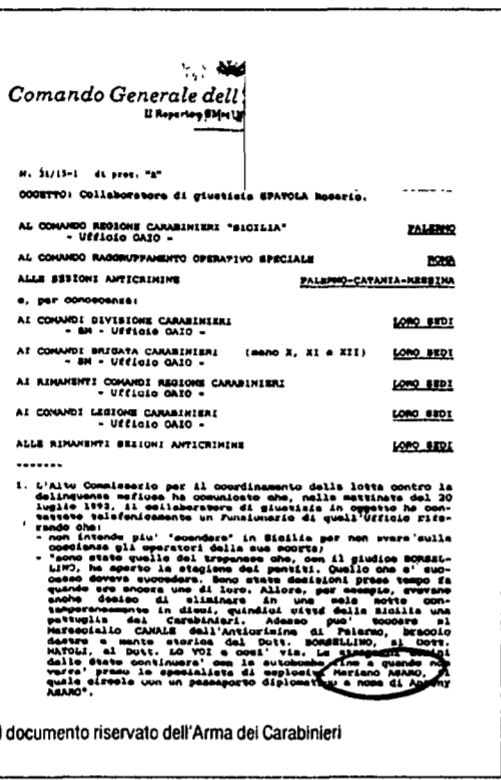 Comando Generale dell
II Reparto
N. 31/15-1 di prot. "R"
OGGETTO: Collaboratore di giustizia SPATOLA Rosario.
AL COMANDO REGIONE CARABINIERI "SICILIA" PALERMO
- Ufficio OAIO -
AL COMANDO RAGGRUPPAMENTO OPERATIVO SPECIALE ROMA
ALLE SEZIONI ANTICRIMINE PALERMO-CATANIA-MESSINA
e, per conoscenza:
AI COMANDI DIVISIONE CARABINIERI LORO SEDI
- SM - Ufficio OAIO -
AI COMANDI BRIGATA CARABINIERI (meno X, XI e XII) LORO SEDI
- SM - Ufficio OAIO -
AI RIMANENTI COMANDI REGIONE CARABINIERI LORO SEDI
- Ufficio OAIO -
AI COMANDI LEGIONE CARABINIERI LORO SEDI
- Ufficio OAIO -
ALLE RIMANENTI SEZIONI ANTICRIMINE LORO SEDI
-------
1. L'Alto Commissario per il coordinamento della lotta contro la
delinquenza mafiosa ha comunicato che, nella mattinata del 20
luglio 1992, il collaboratore di giustizia in oggetto ha con-
tattato telefonicamente un Funzionario di quell'Ufficio rife-
rendo che:
- non intende piu' "scendere" in Sicilia per non avere "sulla
coscienza gli operatori della sua scorta;
- "sono state quelle del trapanese che, con il giudice BORSEL-
LINO, ha aperto la stagione dei pentiti. Quello che e' suc-
cesso doveva succedere. Sono state decisioni prese tempo fa
quando ero ancora uno di loro. Allora, per esempio, avevano
anche deciso di eliminare in una sola notte con-
temporaneamente in dieci, quindici città della Sicilia una
pattuglia dei Carabinieri. Adesso puo' toccare al
Maresciallo CANALE dell'Anticrimine di Palermo, braccio
destro e mente storica del Dott. BORSELLINO, al Dott.
NATOLI, al Dott. LO VOI e cosi' via. Le stragi
dello Stato continuera' con le autobombe fine a quando non
verra' preso lo specialista di esplosivi Mariano ASARO, il
quale circola con un passaporto diplomatico a nome di Antony
ASARO".
l documento riservato dell'Arma dei Carabinieri